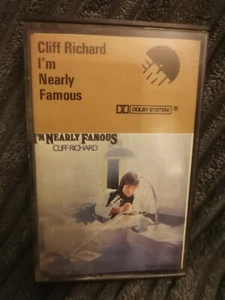 Cliff Richard
I'm
Nearly
Famous
EMI
DOLBY SYSTEM ®
I'M NEARLY FAMOUS
CLIFF RICHARD